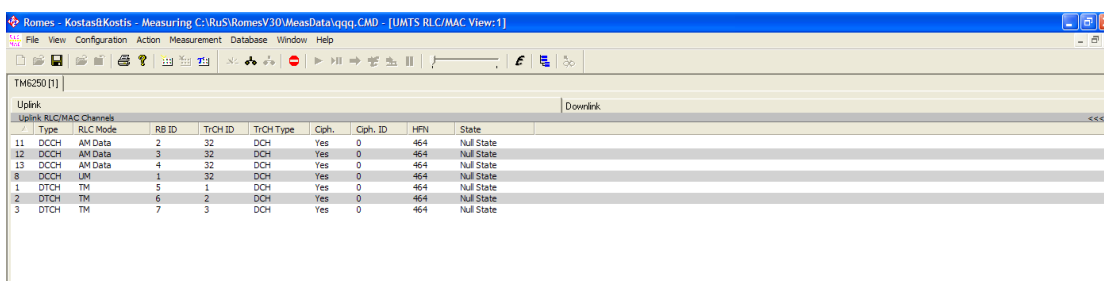 Romes - Kostas&Kostis - Measuring C:\RuS\RomesV30\MeasData\qqq.CMD - [UMTS RLC/MAC View:1]
File View Configuration Action Measurement Database Window Help
TM6250 [1]
Uplink Downlink
Uplink RLC/MAC Channels <<<
Type RLC Mode RB ID TrCH ID TrCH Type Ciph. Ciph. ID HFN State
11 DCCH AM Data 2 32 DCH Yes 0 464 Null State
12 DCCH AM Data 3 32 DCH Yes 0 464 Null State
13 DCCH AM Data 4 32 DCH Yes 0 464 Null State
8 DCCH UM 1 32 DCH Yes 0 464 Null State
1 DTCH TM 5 1 DCH Yes 0 464 Null State
2 DTCH TM 6 2 DCH Yes 0 464 Null State
3 DTCH TM 7 3 DCH Yes 0 464 Null State